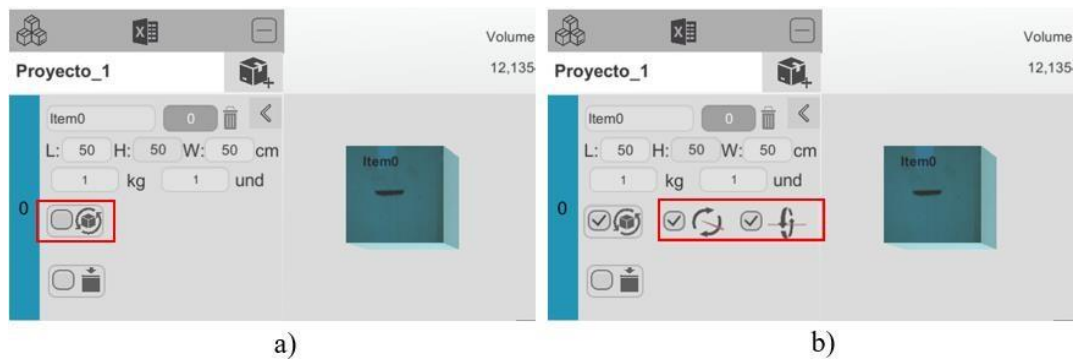 Volume
Proyecto_1
12,135
Item0
0
L: 50 H: 50 W: 50 cm
Item0
1 kg 1 und
0
a)
Volume
Proyecto_1
12,135
Item0
0
L: 50 H: 50 W: 50 cm
Item0
1 kg 1 und
0
b)